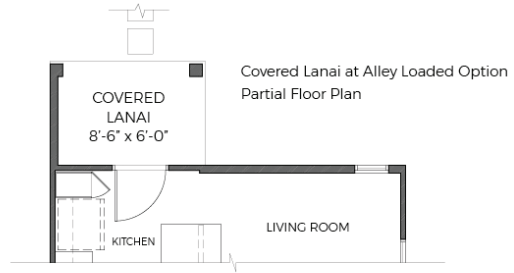 Covered Lanai at Alley Loaded Option
Partial Floor Plan
COVERED
LANAI
8'-6" x 6'-0"
KITCHEN
LIVING ROOM